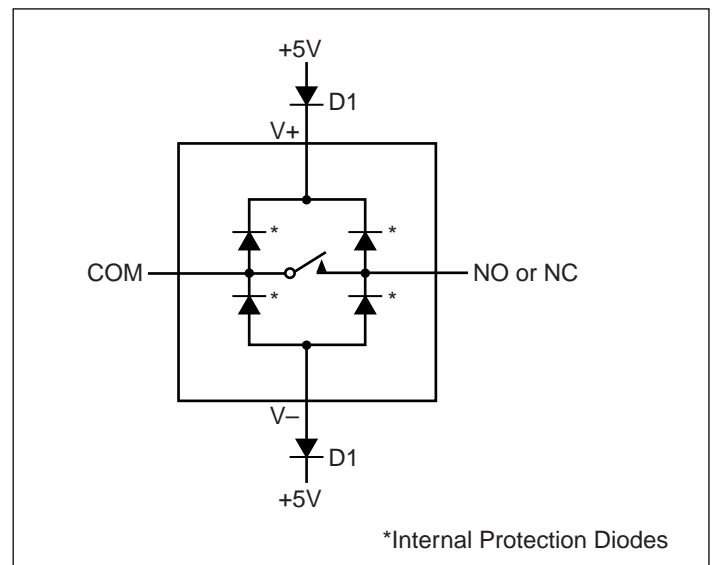 +5V
D1
V+
*
*
COM
NO or NC
*
*
V–
D1
+5V
*Internal Protection Diodes